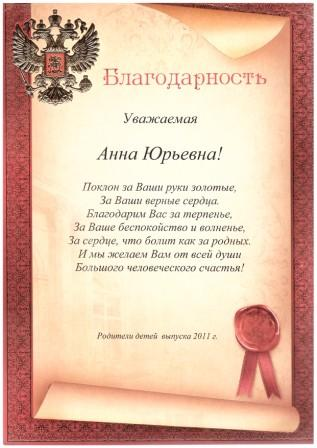 Благодарность
Уважаемая
Анна Юрьевна!
Поклон за Ваши руки золотые,
За Ваши верные сердца.
Благодарим Вас за терпенье,
За Ваше беспокойство и волненье,
За сердце, что болит как за родных.
И мы желаем Вам от всей души
Большого человеческого счастья!
Родители детей выпуска 2011 г.